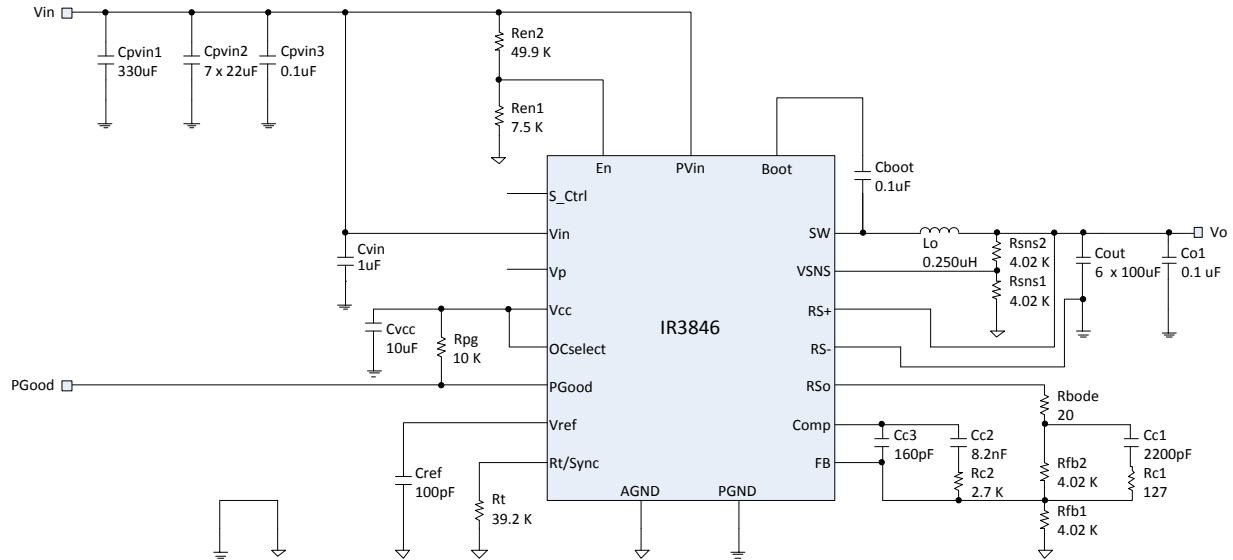 Vin
Cpvin1
330uF
Cpvin2
7 x 22uF
Cpvin3
0.1uF
Ren2
49.9 K
Ren1
7.5 K
En
PVin
Boot
Cboot
0.1uF
S_Ctrl
Vin
Cvin
1uF
Vp
Vcc
Cvcc
10uF
Rpg
10 K
OCselect
PGood
PGood
Vref
Cref
100pF
Rt/Sync
Rt
39.2 K
AGND
PGND
IR3846
SW
Lo
0.250uH
VSNS
Rsns2
4.02 K
Rsns1
4.02 K
Cout
6 x 100uF
Co1
0.1 uF
Vo
RS+
RS-
RSo
Rbode
20
Comp
FB
Cc3
160pF
Cc2
8.2nF
Rc2
2.7 K
Rfb2
4.02 K
Cc1
2200pF
Rc1
127
Rfb1
4.02 K